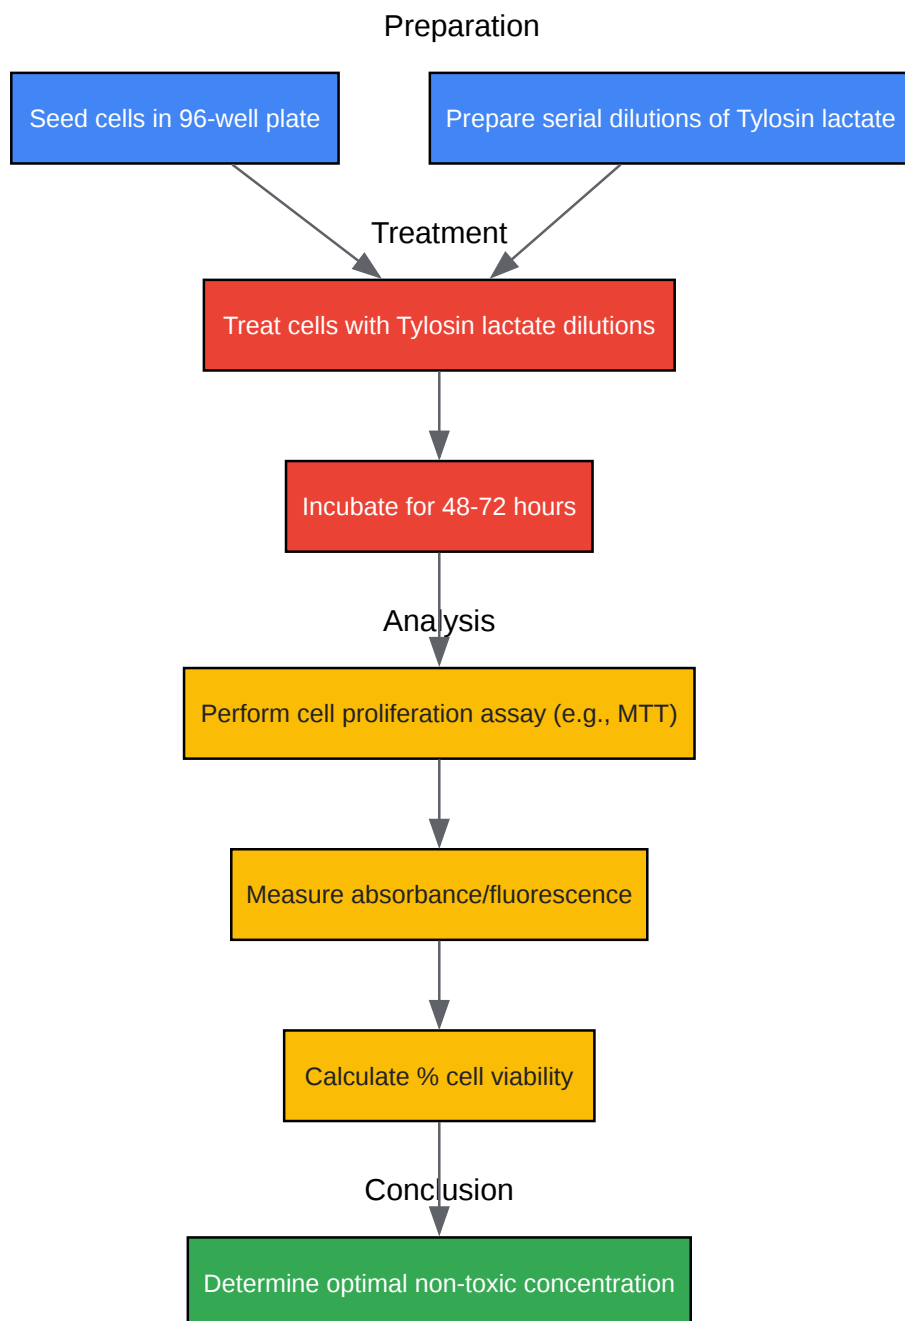 Preparation
Seed cells in 96-well plate
Prepare serial dilutions of Tylosin lactate
Treatment
Treat cells with Tylosin lactate dilutions
Incubate for 48-72 hours
Analysis
Perform cell proliferation assay (e.g., MTT)
Measure absorbance/fluorescence
Calculate % cell viability
Conclusion
Determine optimal non-toxic concentration